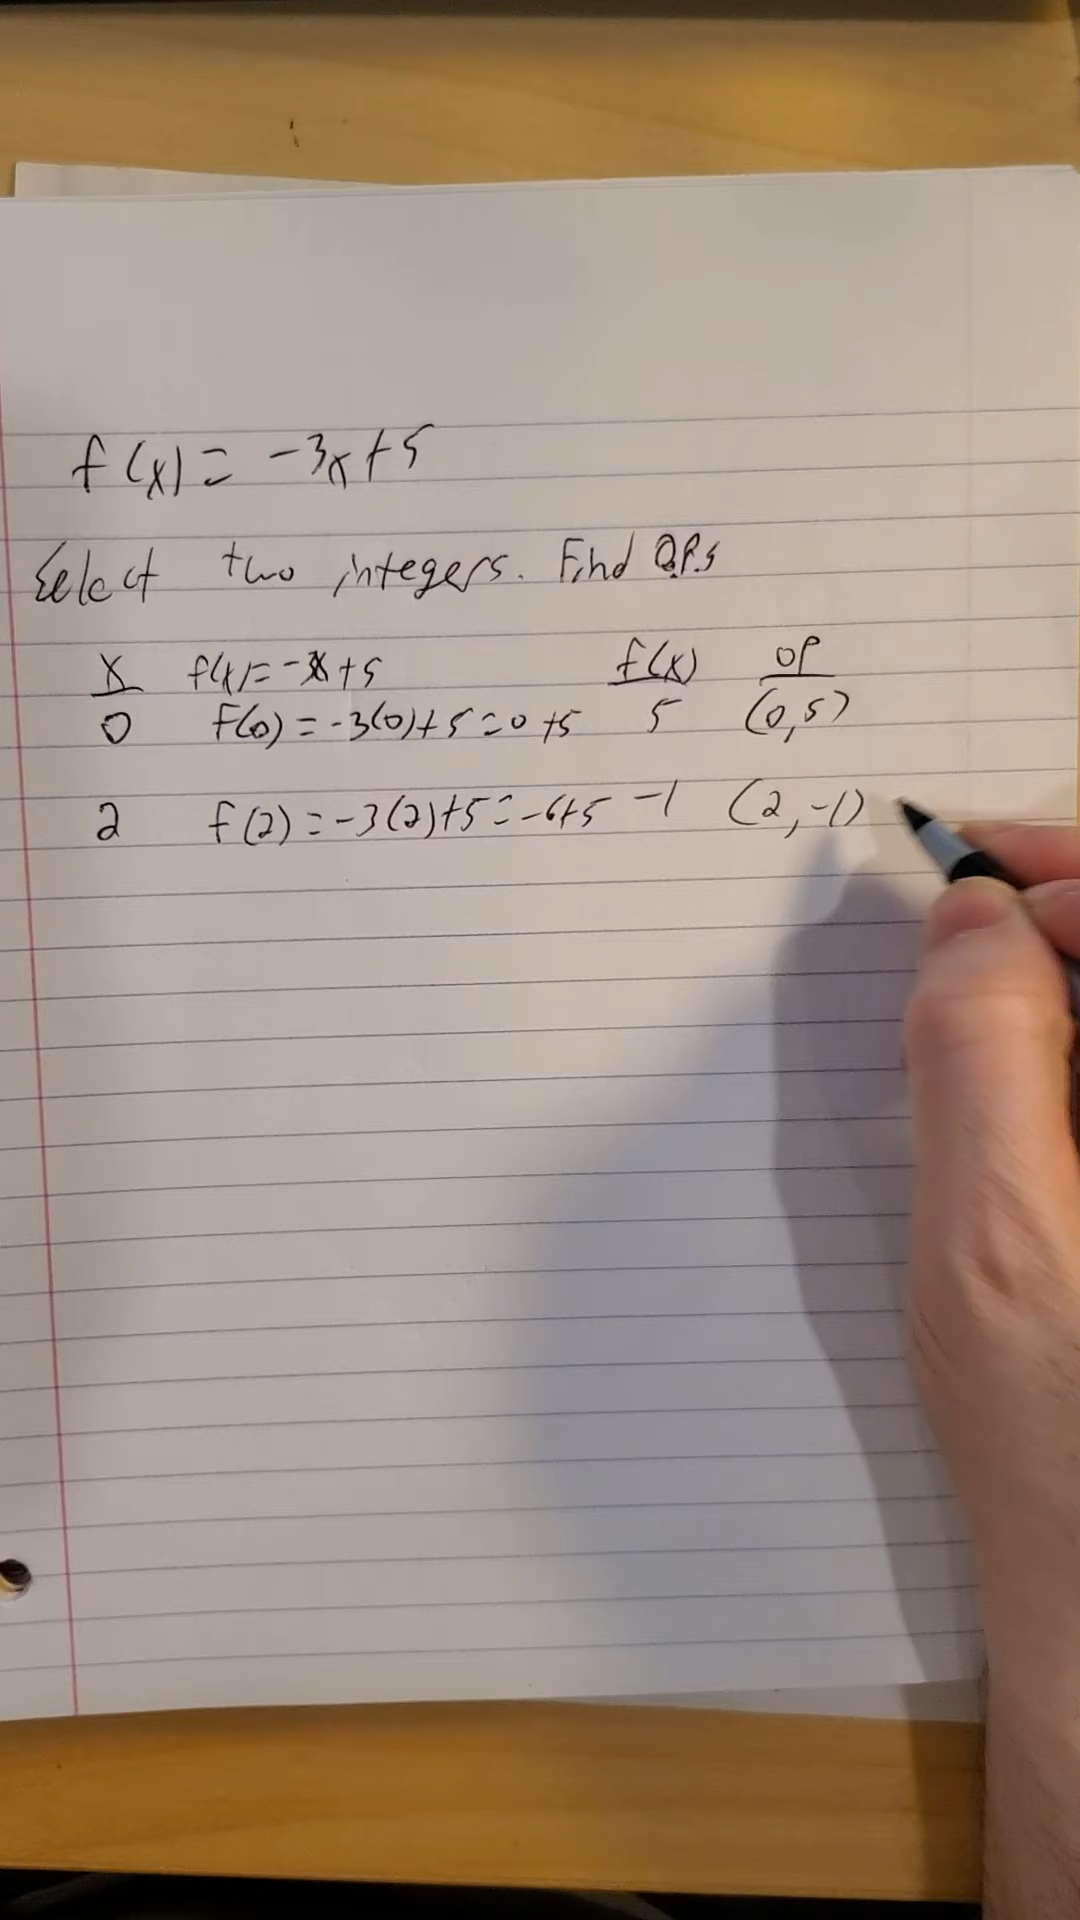 f(x) = -3x+5
Select two integers. Find O.P.s
x f(x)= -3x+5 f(x) OP
0 f(0) = -3(0)+5=0+5 5 (0,5)
2 f(2) = -3(2)+5=-6+5 -1 (2,-1)